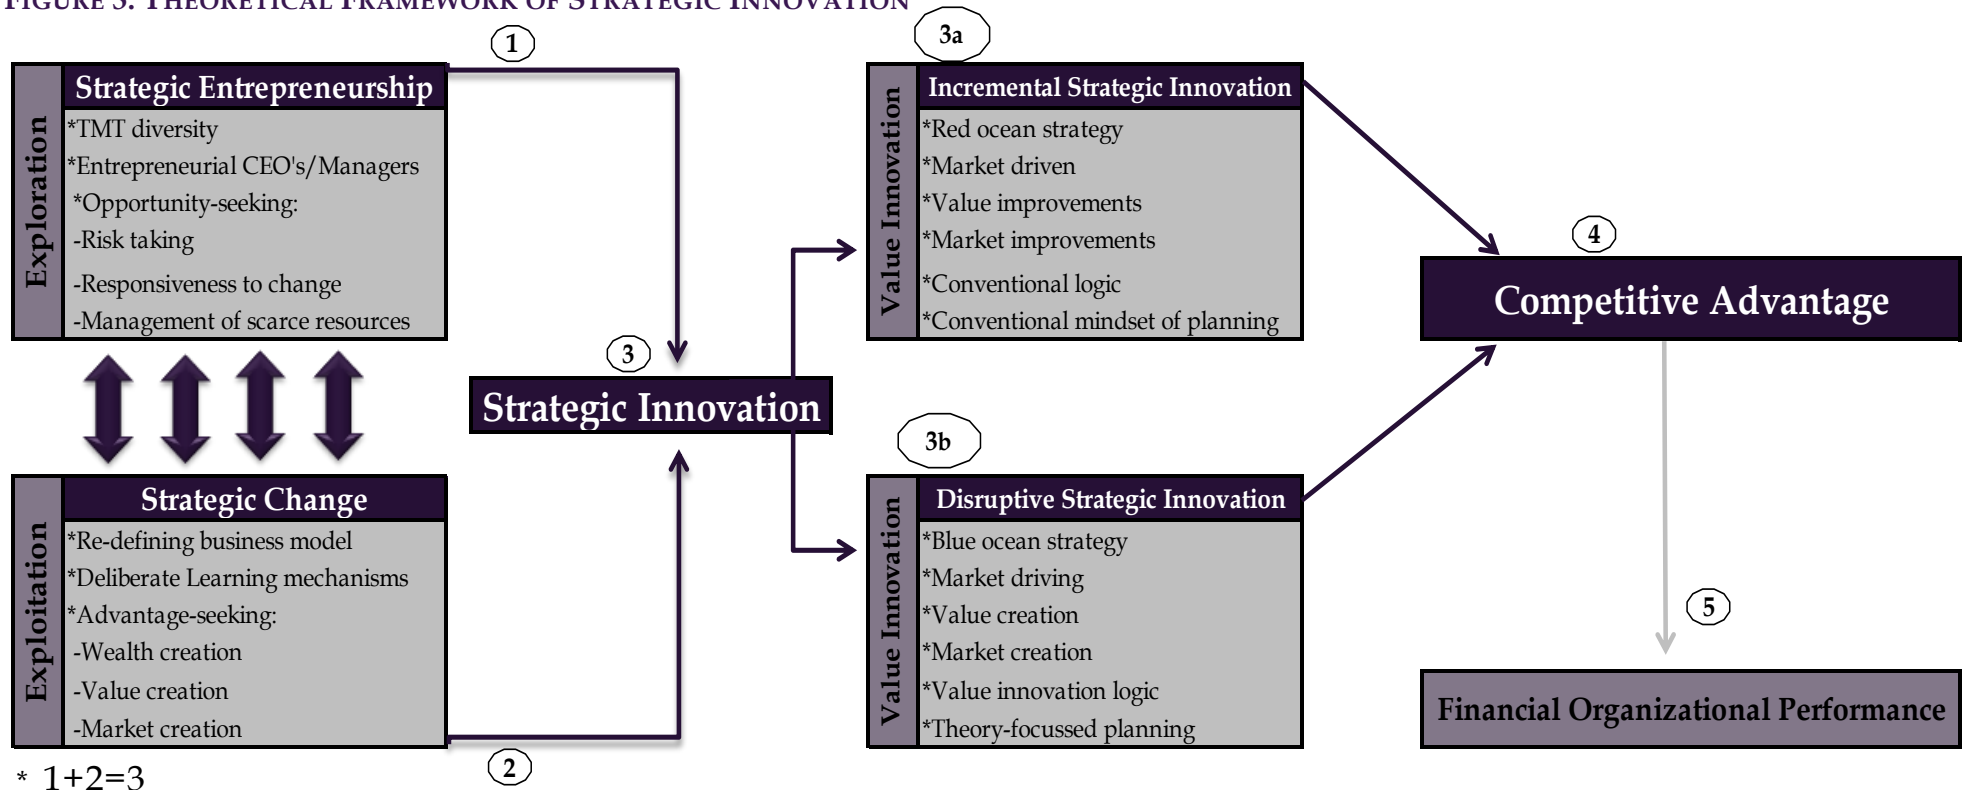 FIGURE 3. THEORETICAL FRAMEWORK OF STRATEGIC INNOVATION
1
Exploration
Strategic Entrepreneurship
*TMT diversity
*Entrepreneurial CEO's/Managers
*Opportunity-seeking:
-Risk taking
-Responsiveness to change
-Management of scarce resources
Exploitation
Strategic Change
*Re-defining business model
*Deliberate Learning mechanisms
*Advantage-seeking:
-Wealth creation
-Value creation
-Market creation
2
* 1+2=3
3
Strategic Innovation
3a
Value Innovation
Incremental Strategic Innovation
*Red ocean strategy
*Market driven
*Value improvements
*Market improvements
*Conventional logic
*Conventional mindset of planning
3b
Value Innovation
Disruptive Strategic Innovation
*Blue ocean strategy
*Market driving
*Value creation
*Market creation
*Value innovation logic
*Theory-focussed planning
4
Competitive Advantage
5
Financial Organizational Performance